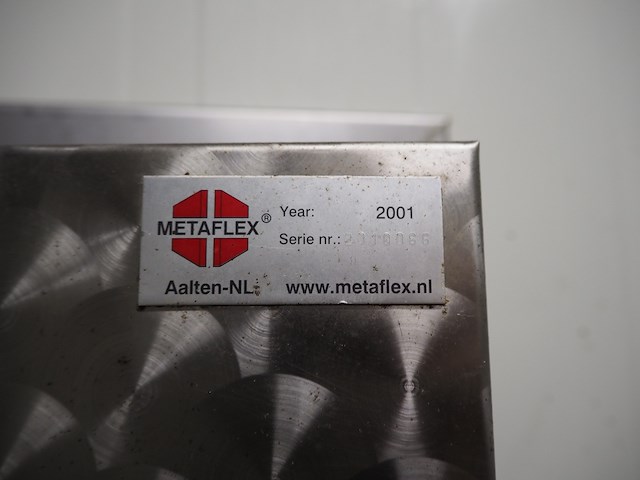 METAFLEX®
Year: 2001
Serie nr.:
Aalten-NL. www.metaflex.nl